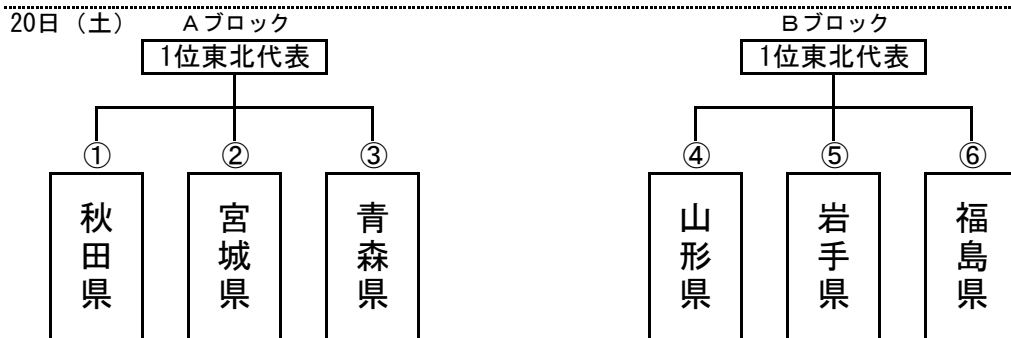 20日（土） Ａブロック Ｂブロック
1位東北代表 1位東北代表
① ② ③ ④ ⑤ ⑥
秋田県
宮城県
青森県
山形県
岩手県
福島県